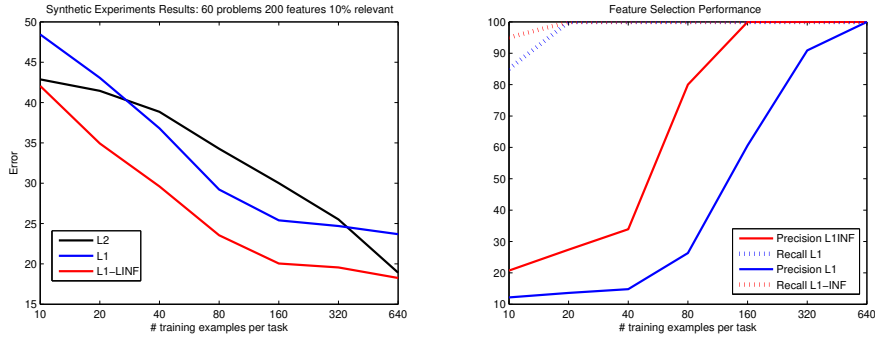 Synthetic Experiments Results: 60 problems 200 features 10% relevant
50
45
40
35
30
25
20
15
Error
L2
L1
L1−LINF
10 20 40 80 160 320 640
# training examples per task
Feature Selection Performance
100
90
80
70
60
50
40
30
20
10
Precision L1INF
Recall L1
Precision L1
Recall L1−INF
10 20 40 80 160 320 640
# training examples per task